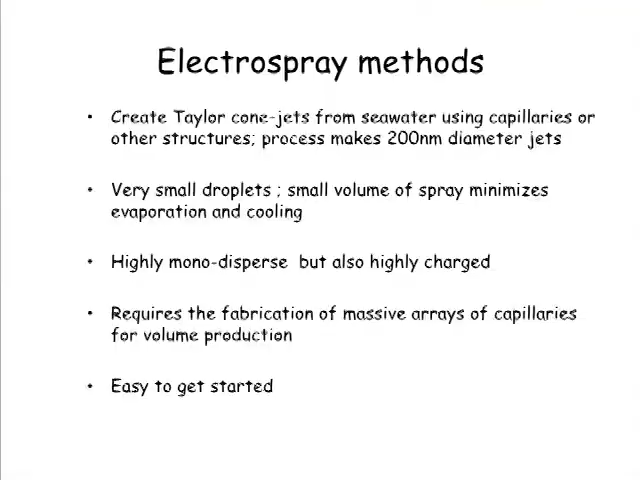 Electrospray methods
• Create Taylor cone-jets from seawater using capillaries or
other structures; process makes 200nm diameter jets
• Very small droplets ; small volume of spray minimizes
evaporation and cooling
• Highly mono-disperse but also highly charged
• Requires the fabrication of massive arrays of capillaries
for volume production
• Easy to get started